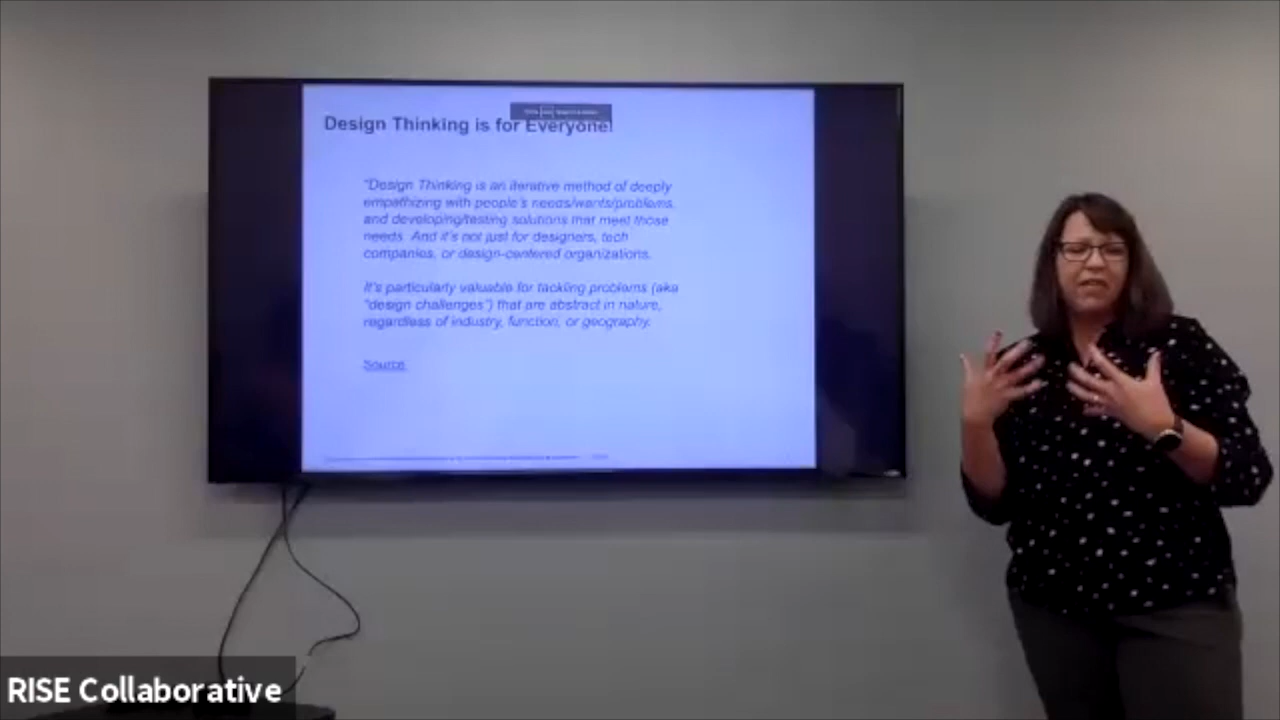 Design Thinking is for Everyone!
"Design Thinking is an iterative method of deeply
empathizing with people's needs/wants/problems,
and developing/testing solutions that meet those
needs. And it's not just for designers, tech
companies, or design-centered organizations.
It's particularly valuable for tackling problems (aka
"design challenges") that are abstract in nature,
regardless of industry, function, or geography.
Source
RISE Collaborative